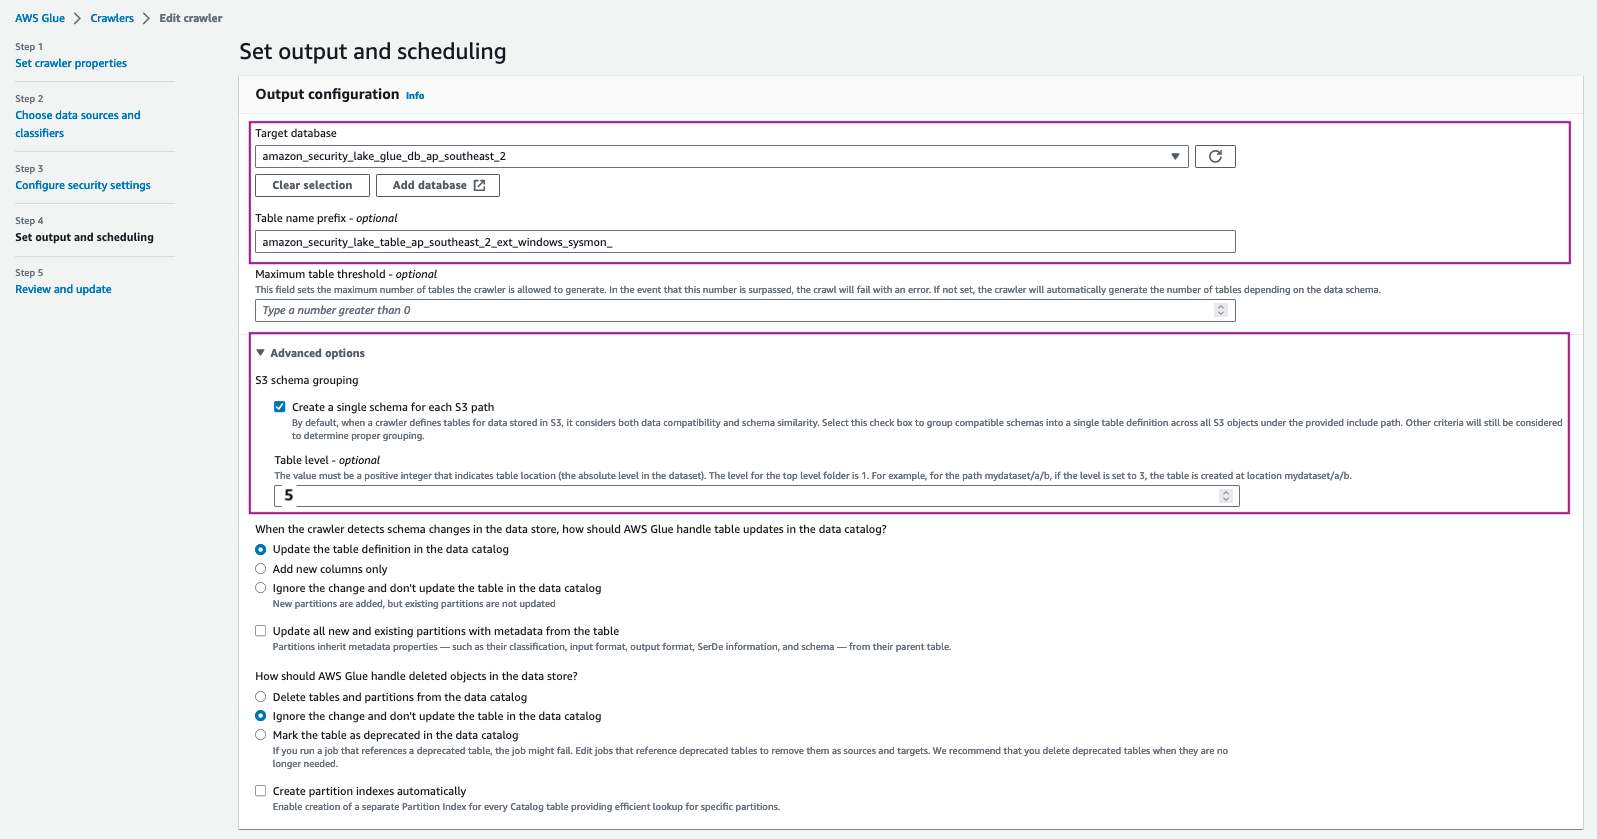 AWS Glue > Crawlers > Edit crawler
Step 1
Set crawler properties
Step 2
Choose data sources and
classifiers
Step 3
Configure security settings
Step 4
Set output and scheduling
Step 5
Review and update
Set output and scheduling
Output configuration Info
Target database
amazon_security_lake_glue_db_ap_southeast_2
Clear selection
Add database
Table name prefix - optional
amazon_security_lake_table_ap_southeast_2_ext_windows_sysmon_
Maximum table threshold - optional
This field sets the maximum number of tables the crawler is allowed to generate. In the event that this number is surpassed, the crawl will fail with an error. If not set, the crawler will automatically generate the number of tables depending on the data schema.
Type a number greater than 0
Advanced options
S3 schema grouping
Create a single schema for each S3 path
By default, when a crawler defines tables for data stored in S3, it considers both data compatibility and schema similarity. Select this check box to group compatible schemas into a single table definition across all S3 objects under the provided include path. Other criteria will still be considered
to determine proper grouping.
Table level - optional
The value must be a positive integer that indicates table location (the absolute level in the dataset). The level for the top level folder is 1. For example, for the path mydataset/a/b, if the level is set to 3, the table is created at location mydataset/a/b.
5
When the crawler detects schema changes in the data store, how should AWS Glue handle table updates in the data catalog?
Update the table definition in the data catalog
Add new columns only
Ignore the change and don't update the table in the data catalog
New partitions are added, but existing partitions are not updated
Update all new and existing partitions with metadata from the table
Partitions inherit metadata properties — such as their classification, input format, output format, SerDe information, and schema — from their parent table.
How should AWS Glue handle deleted objects in the data store?
Delete tables and partitions from the data catalog
Ignore the change and don't update the table in the data catalog
Mark the table as deprecated in the data catalog
If you run a job that references a deprecated table, the job might fail. Edit jobs that reference deprecated tables to remove them as sources and targets. We recommend that you delete deprecated tables when they are no
longer needed.
Create partition indexes automatically
Enable creation of a separate Partition Index for every Catalog table providing efficient lookup for specific partitions.